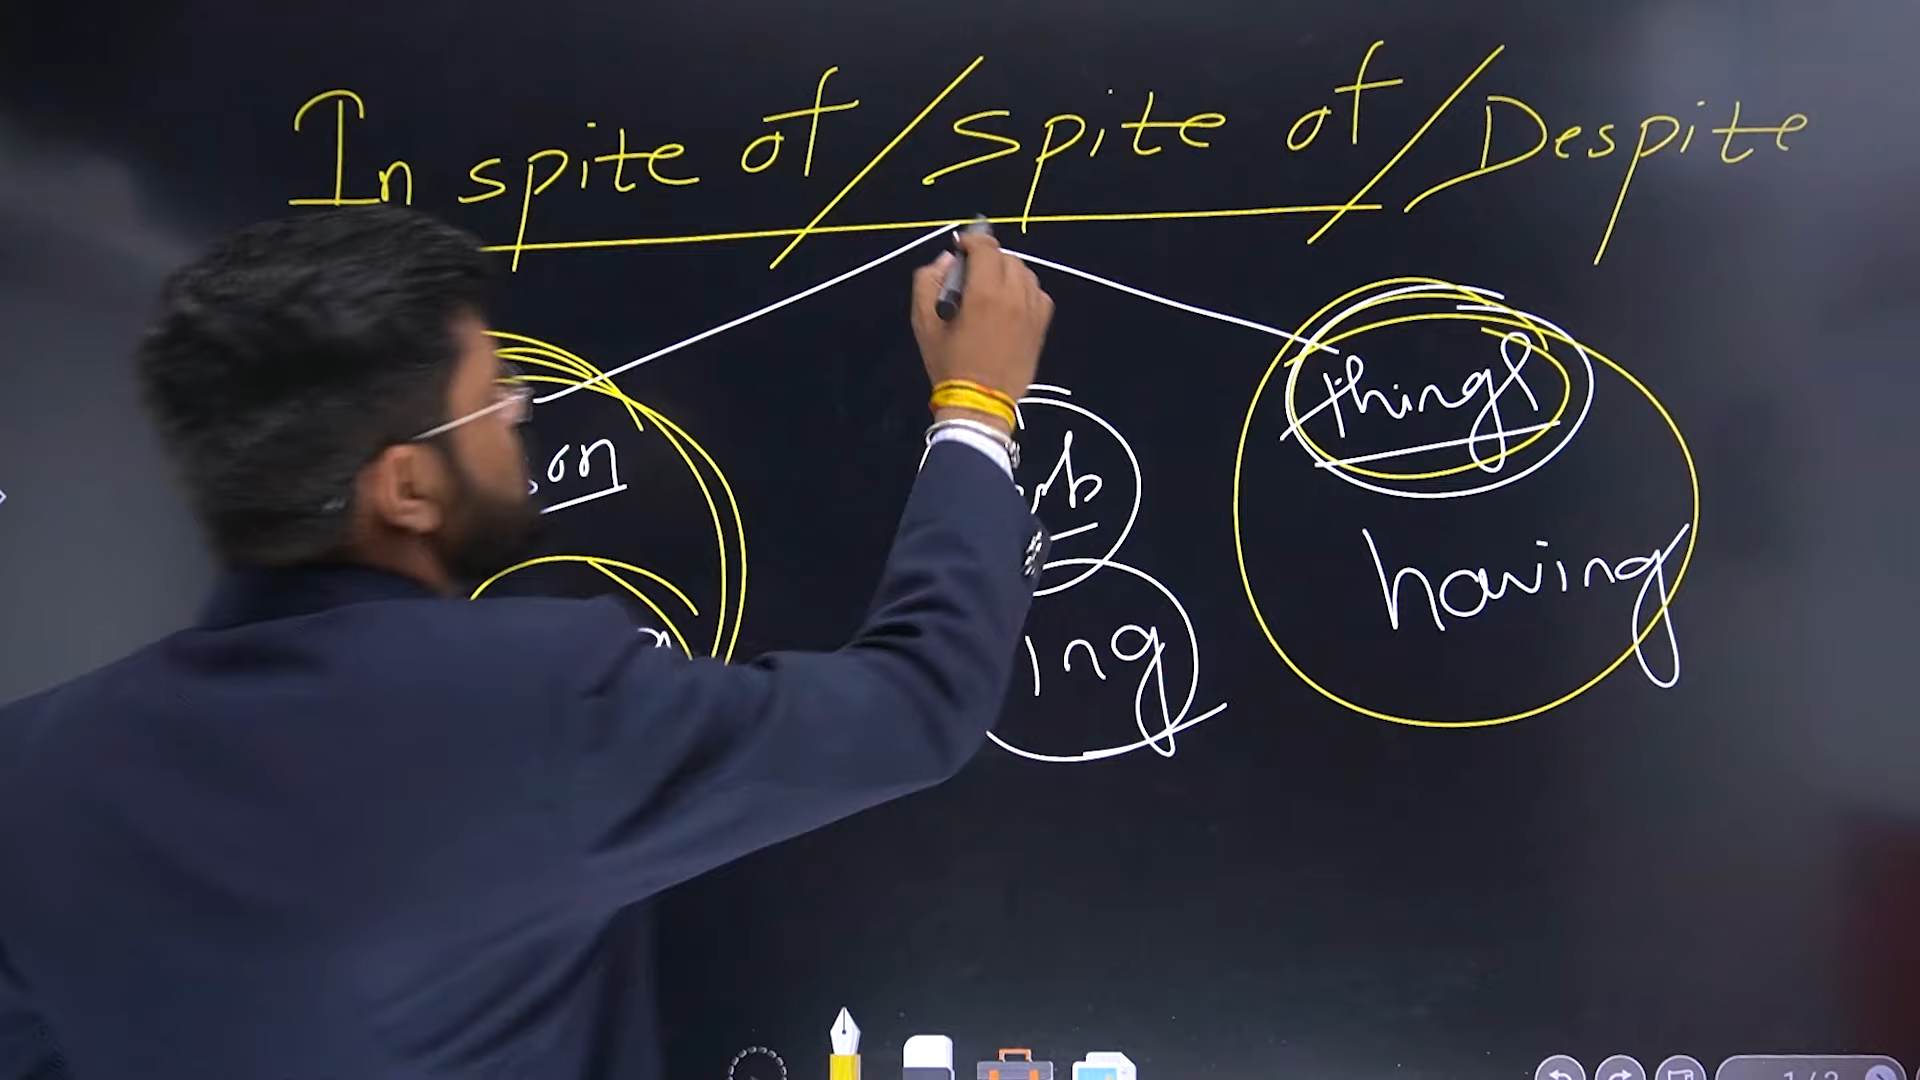 In spite of / Spite of / Despite
things
having
ing